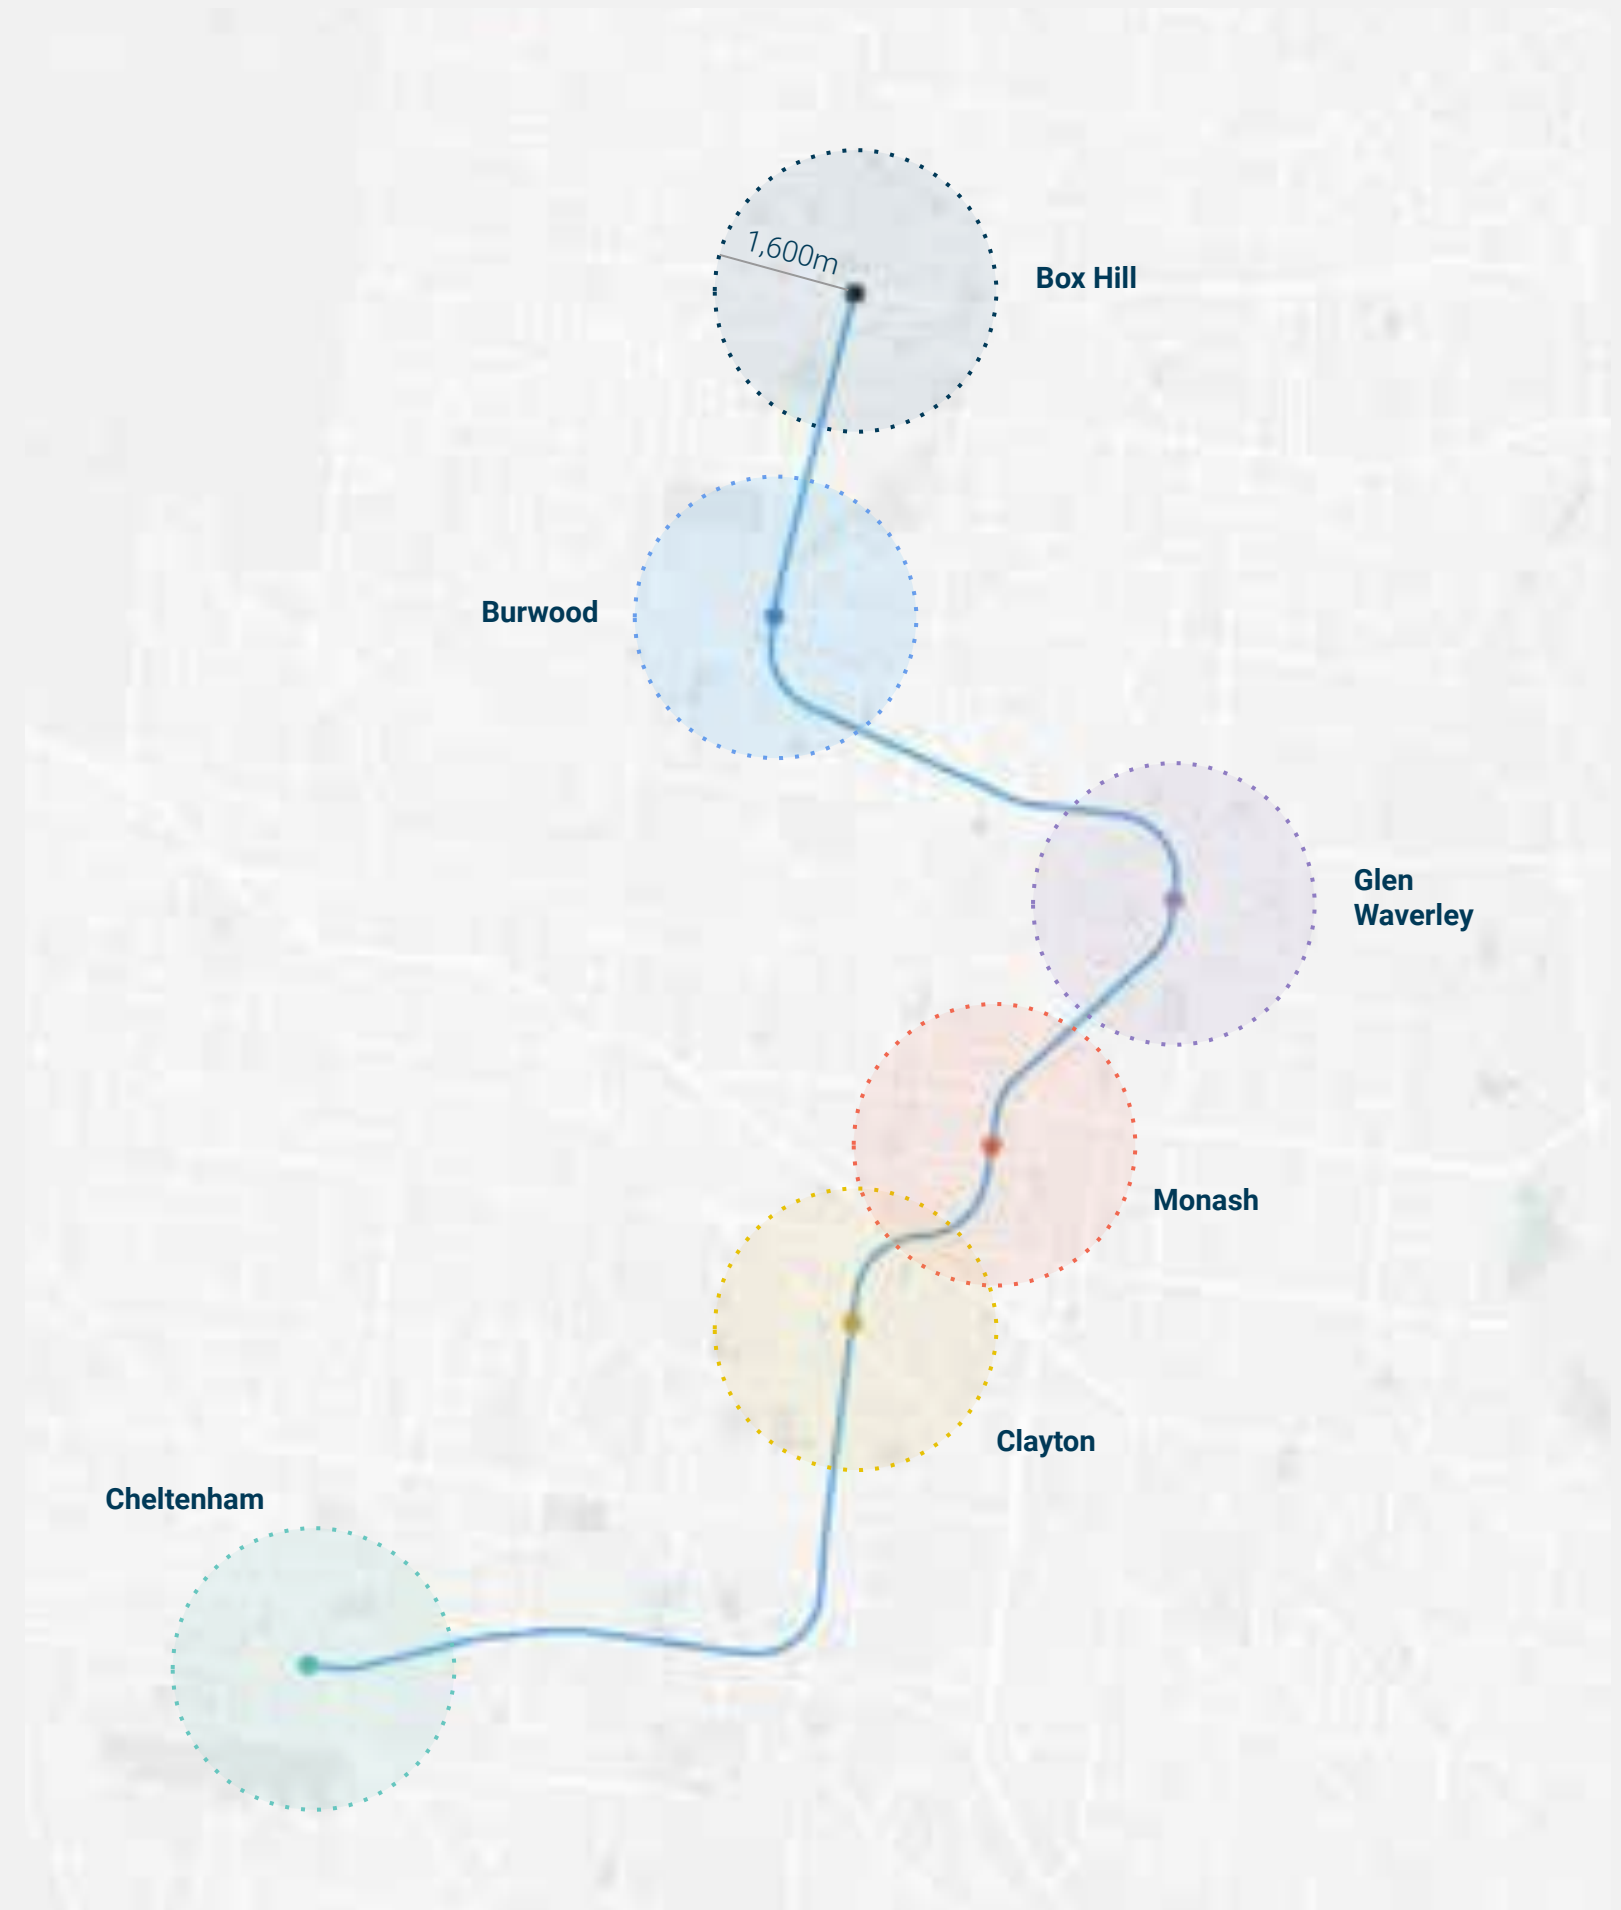 1,600m
Box Hill
Burwood
Glen
Waverley
Monash
Clayton
Cheltenham